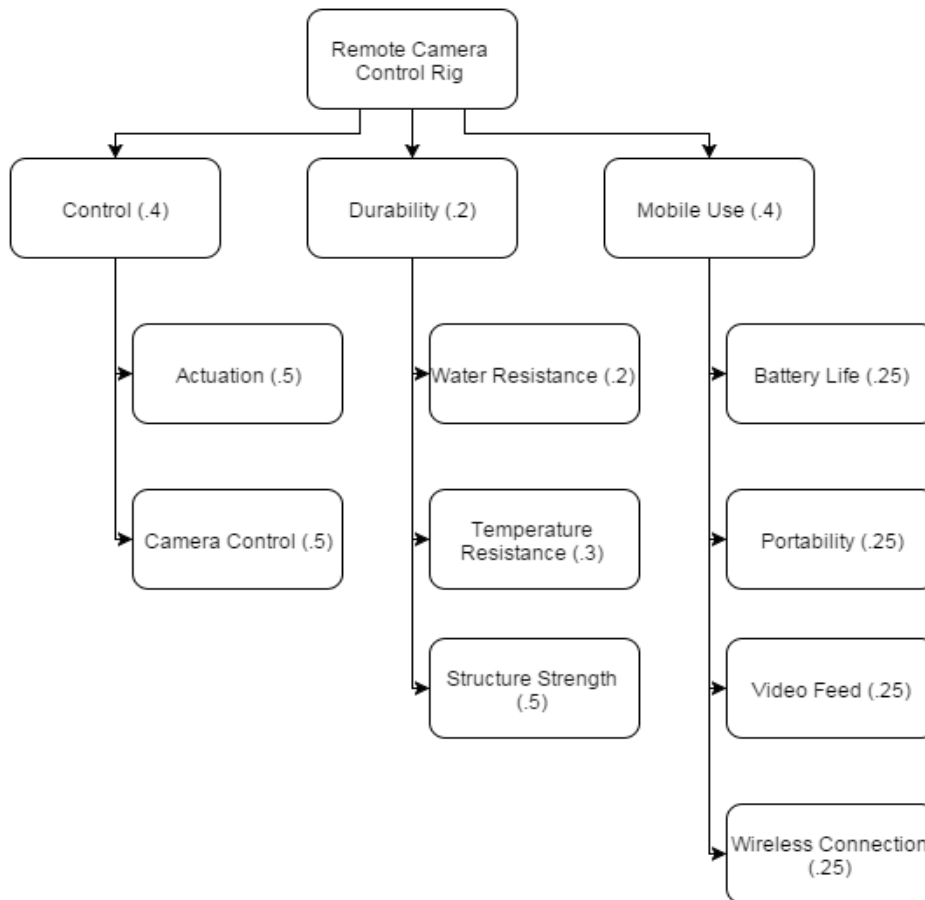 Remote Camera
Control Rig
Control (.4)
Durability (.2)
Mobile Use (.4)
Actuation (.5)
Water Resistance (.2)
Battery Life (.25)
Camera Control (.5)
Temperature
Resistance (.3)
Portability (.25)
Structure Strength
(.5)
Video Feed (.25)
Wireless Connection
(.25)